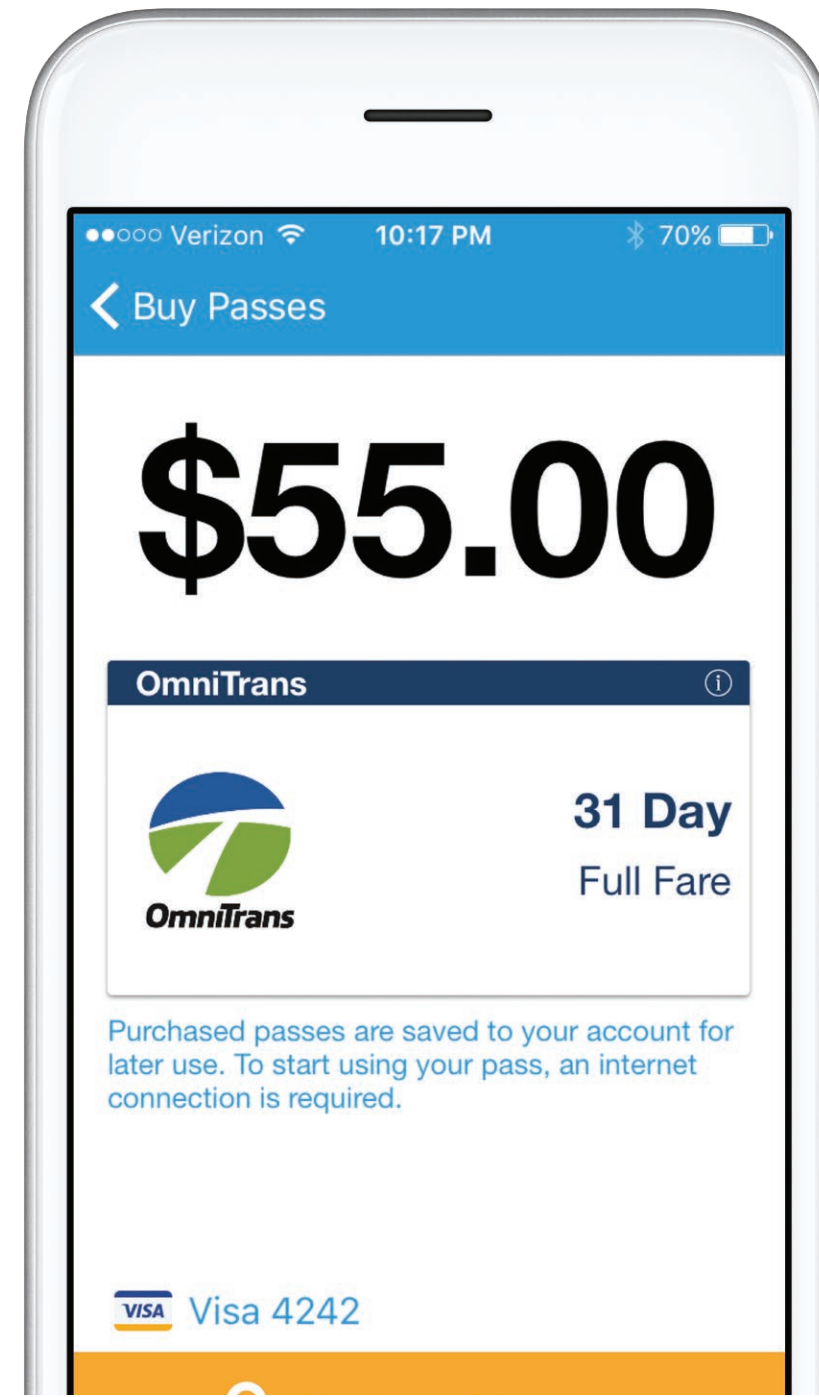 Verizon 10:17 PM 70%
Buy Passes
$55.00
OmniTrans
31 Day
Full Fare
OmniTrans
Purchased passes are saved to your account for
later use. To start using your pass, an internet
connection is required.
VISA Visa 4242